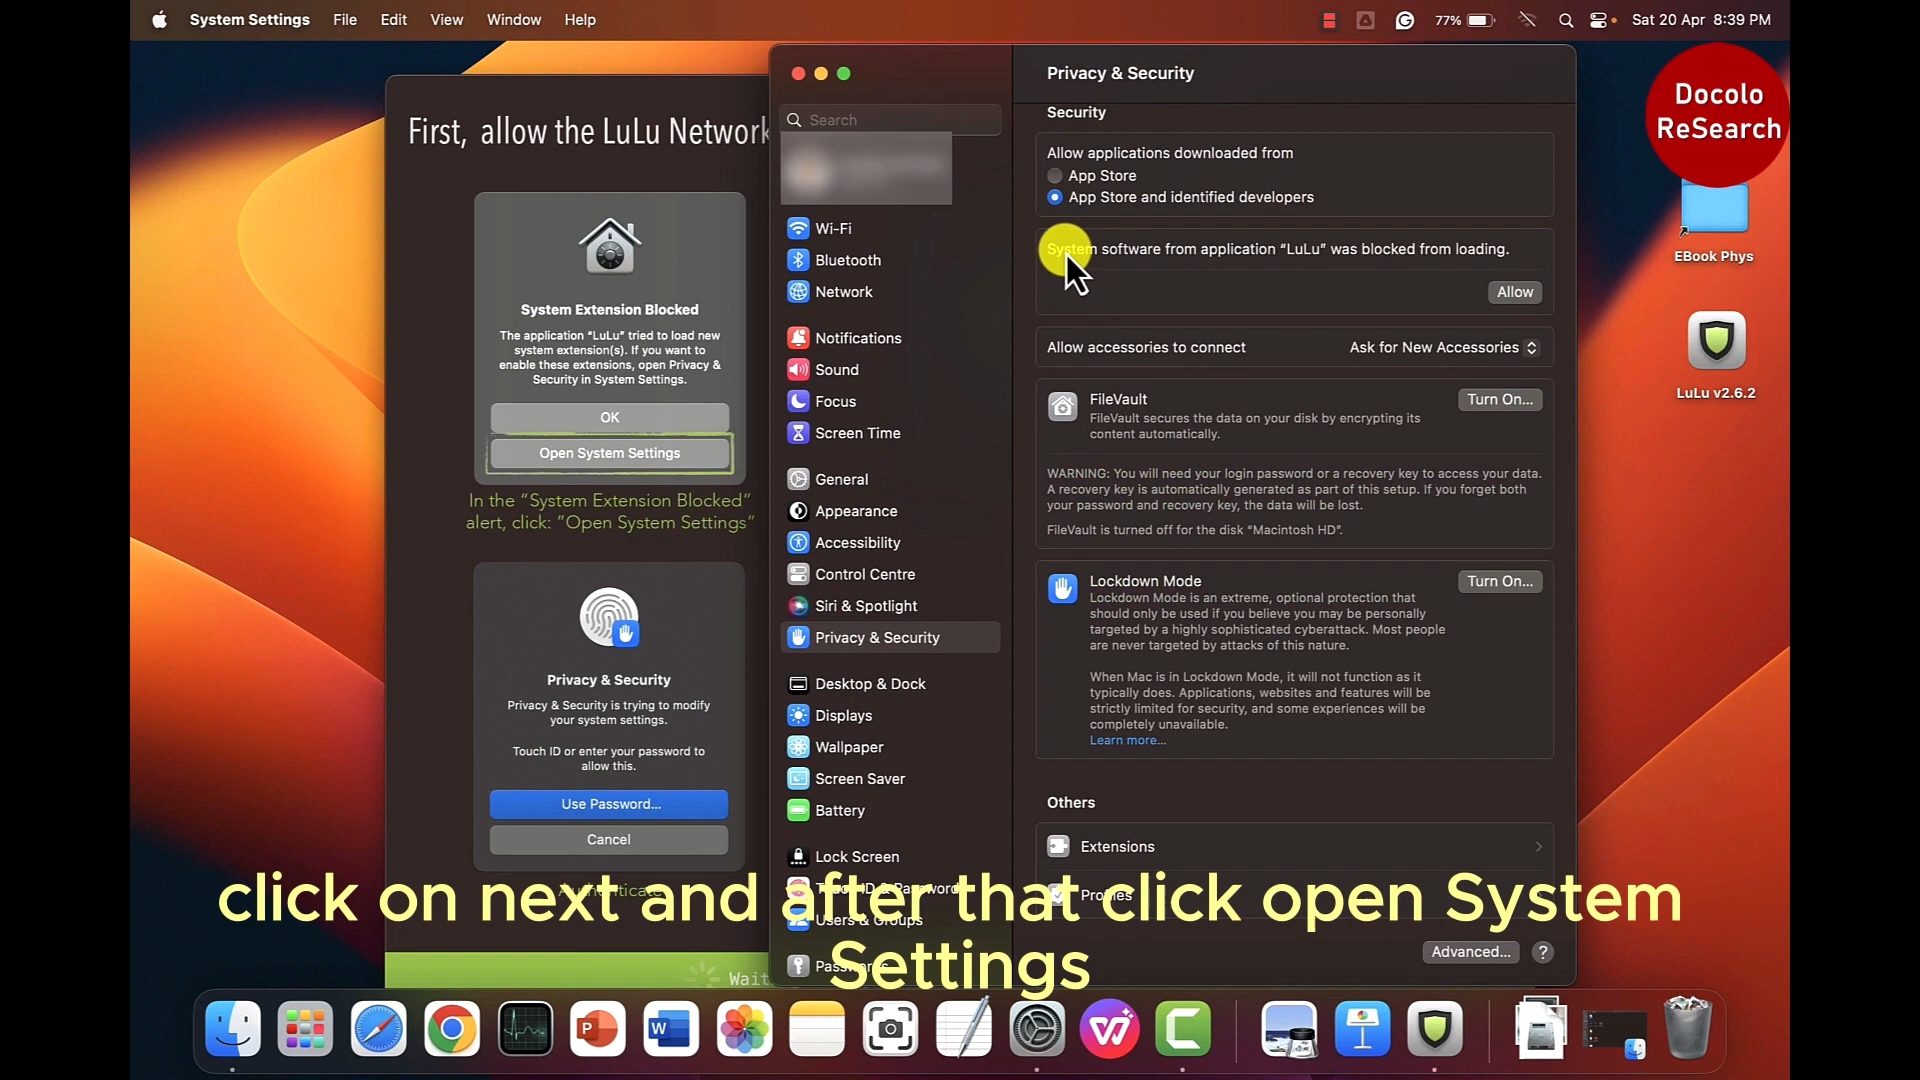 System Settings File Edit View Window Help
77% Sat 20 Apr 8:39 PM
Docolo
ReSearch
EBook Phys
LuLu v2.6.2
First, allow the LuLu Network
System Extension Blocked
The application “LuLu” tried to load new
system extension(s). If you want to
enable these extensions, open Privacy &
Security in System Settings.
OK
Open System Settings
In the “System Extension Blocked”
alert, click: “Open System Settings”
Privacy & Security
Privacy & Security is trying to modify
your system settings.
Touch ID or enter your password to
allow this.
Use Password...
Cancel
Authenticate
Wait
Search
Wi-Fi
Bluetooth
Network
Notifications
Sound
Focus
Screen Time
General
Appearance
Accessibility
Control Centre
Siri & Spotlight
Privacy & Security
Desktop & Dock
Displays
Wallpaper
Screen Saver
Battery
Lock Screen
Touch ID & Password
Users & Groups
Passwords
Privacy & Security
Security
Allow applications downloaded from
App Store
App Store and identified developers
System software from application “LuLu” was blocked from loading.
Allow
Allow accessories to connect Ask for New Accessories
FileVault Turn On...
FileVault secures the data on your disk by encrypting its
content automatically.
WARNING: You will need your login password or a recovery key to access your data.
A recovery key is automatically generated as part of this setup. If you forget both
your password and recovery key, the data will be lost.
FileVault is turned off for the disk “Macintosh HD”.
Lockdown Mode Turn On...
Lockdown Mode is an extreme, optional protection that
should only be used if you believe you may be personally
targeted by a highly sophisticated cyberattack. Most people
are never targeted by attacks of this nature.
When Mac is in Lockdown Mode, it will not function as it
typically does. Applications, websites and features will be
strictly limited for security, and some experiences will be
completely unavailable.
Learn more...
Others
Extensions
Profiles
Advanced... ?
click on next and after that click open System
Settings